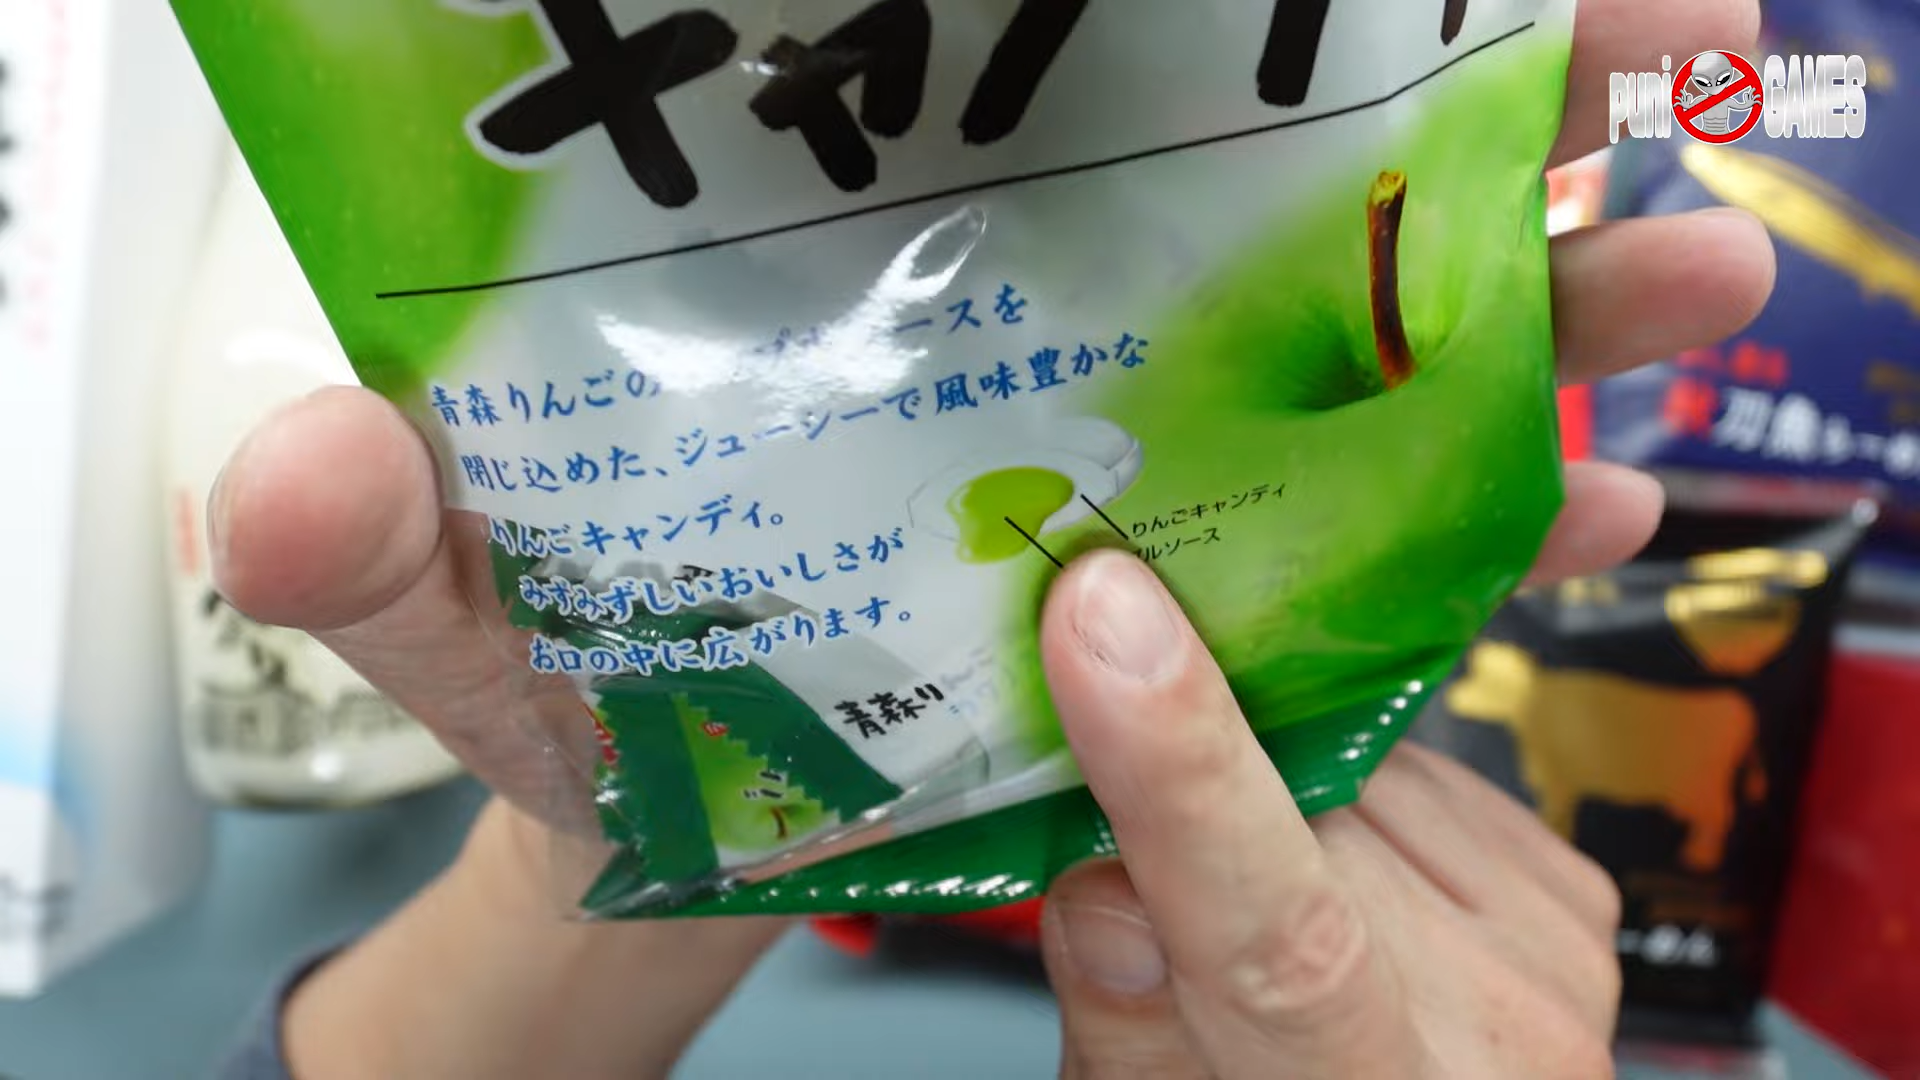 puni GAMES
キャンディ
青森りんごの ースを
閉じ込めた、ジューシーで風味豊かな
りんごキャンディ。
みずみずしいおいしさが
お口の中に広がります。
りんごキャンディ
ルソース
青森り